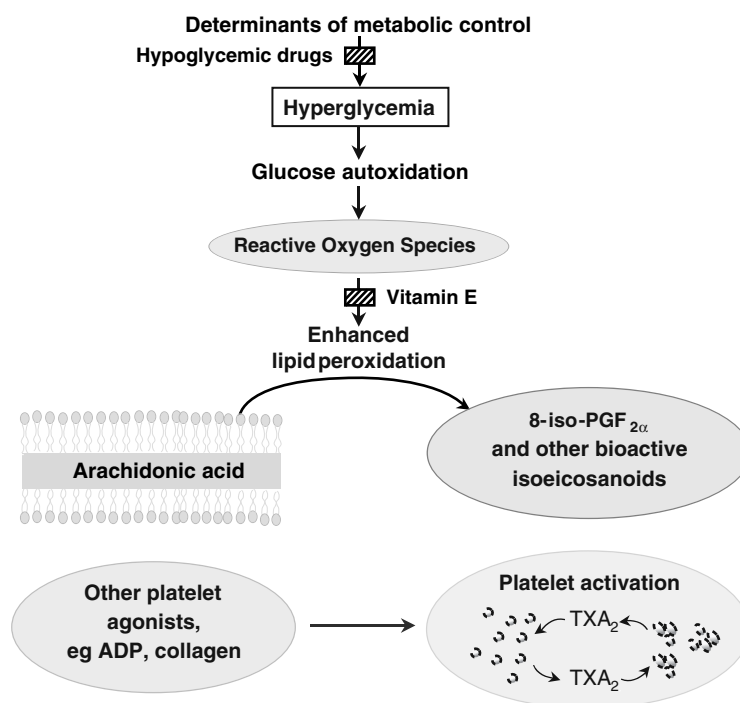 Determinants of metabolic control
Hypoglycemic drugs
Hyperglycemia
Glucose autoxidation
Reactive Oxygen Species
Vitamin E
Enhanced
lipid peroxidation
8-iso-PGF2α
and other bioactive
isoeicosanoids
Arachidonic acid
Other platelet
agonists,
eg ADP, collagen
Platelet activation
TXA2
TXA2